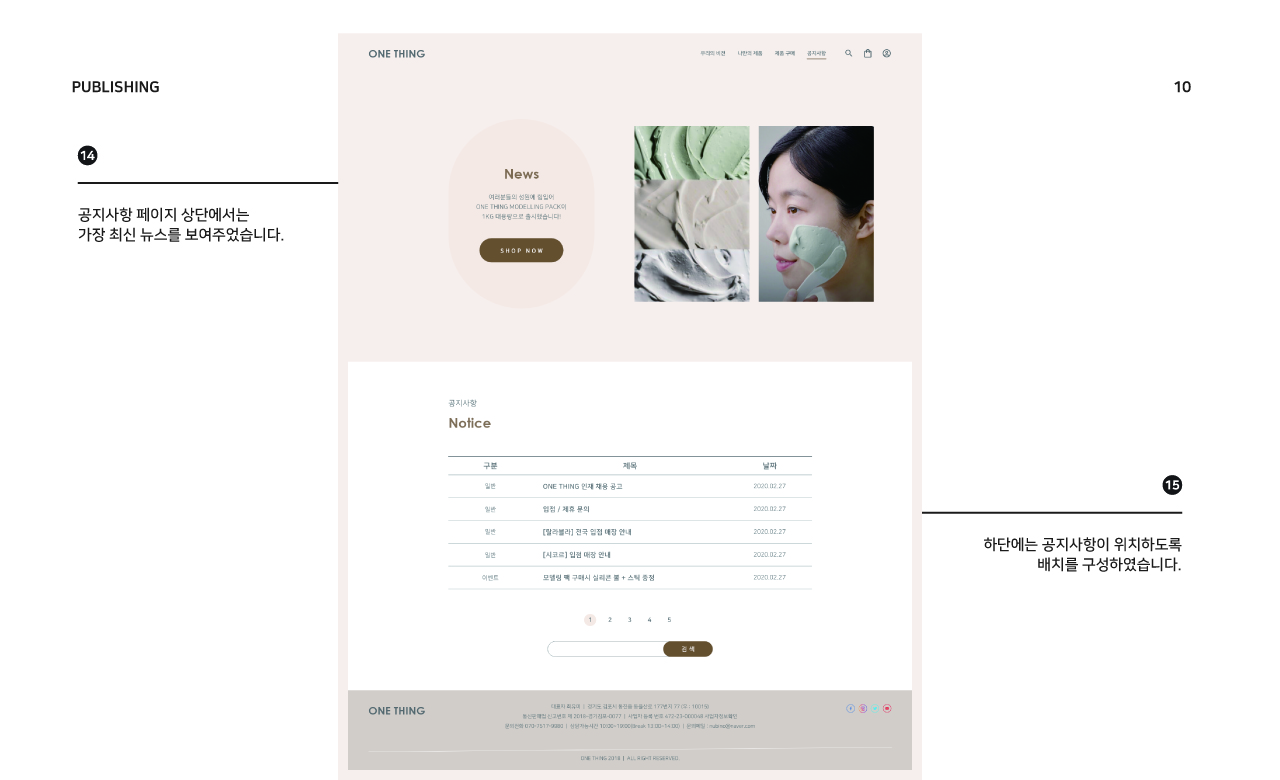 ONE THING
우리의 비전 나만의 제품 제품 구매 공지사항
PUBLISHING
10
14
공지사항 페이지 상단에서는
가장 최신 뉴스를 보여주었습니다.
News
여러분들의 성원에 힘입어
ONE THING MODELLING PACK이
1KG 대용량으로 출시했습니다!
SHOP NOW
공지사항
Notice
구분 제목 날짜
일반 ONE THING 인재 채용 공고 2020.02.27
일반 입점 / 제휴 문의 2020.02.27
일반 [랄라블라] 전국 입점 매장 안내 2020.02.27
일반 [시코르] 입점 매장 안내 2020.02.27
이벤트 모델링 팩 구매시 실리콘 볼 + 스틱 증정 2020.02.27
1 2 3 4 5
검색
15
하단에는 공지사항이 위치하도록
배치를 구성하였습니다.
ONE THING
ONE THING 2018 | ALL RIGHT RESERVED.